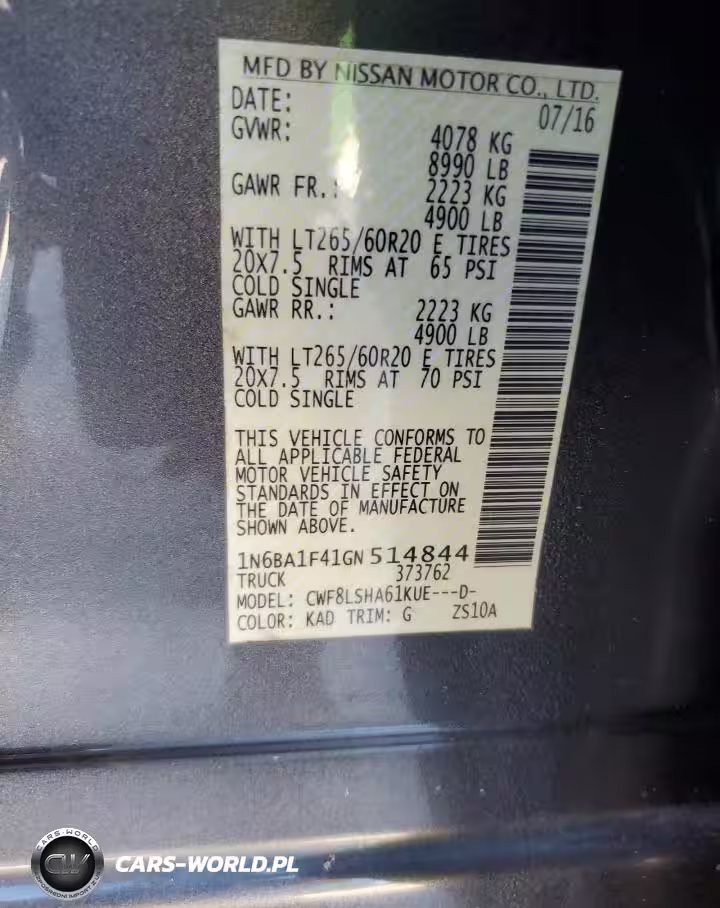 MFD BY NISSAN MOTOR CO., LTD.
DATE: 07/16
GVWR: 4078 KG
8990 LB
GAWR FR.: 2223 KG
4900 LB
WITH LT265/60R20 E TIRES
20X7.5 RIMS AT 65 PSI
COLD SINGLE
GAWR RR.: 2223 KG
4900 LB
WITH LT265/60R20 E TIRES
20X7.5 RIMS AT 70 PSI
COLD SINGLE
THIS VEHICLE CONFORMS TO
ALL APPLICABLE FEDERAL
MOTOR VEHICLE SAFETY
STANDARDS IN EFFECT ON
THE DATE OF MANUFACTURE
SHOWN ABOVE.
1N6BA1F41GN514844
TRUCK 373762
MODEL: CWF8LSHA61KUE---D-
COLOR: KAD TRIM: G ZS10A
CARS-WORLD
CW
CARS-WORLD.PL